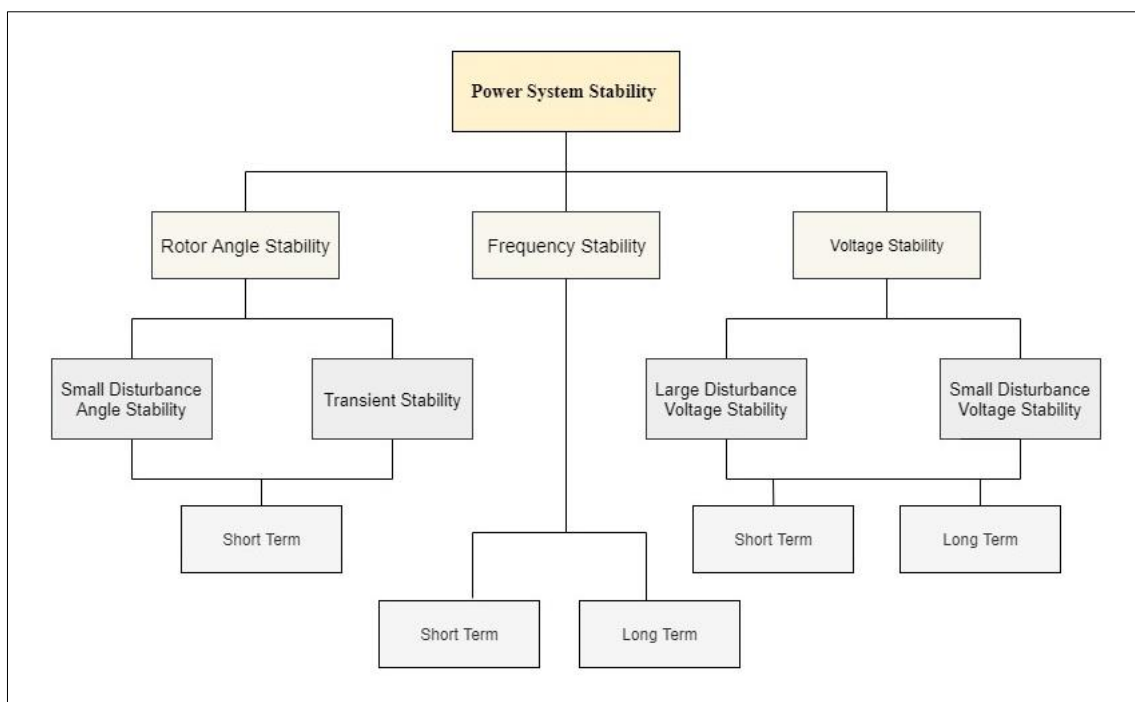 Power System Stability
Rotor Angle Stability
Frequency Stability
Voltage Stability
Small Disturbance
Angle Stability
Transient Stability
Large Disturbance
Voltage Stability
Small Disturbance
Voltage Stability
Short Term
Short Term
Long Term
Short Term
Long Term